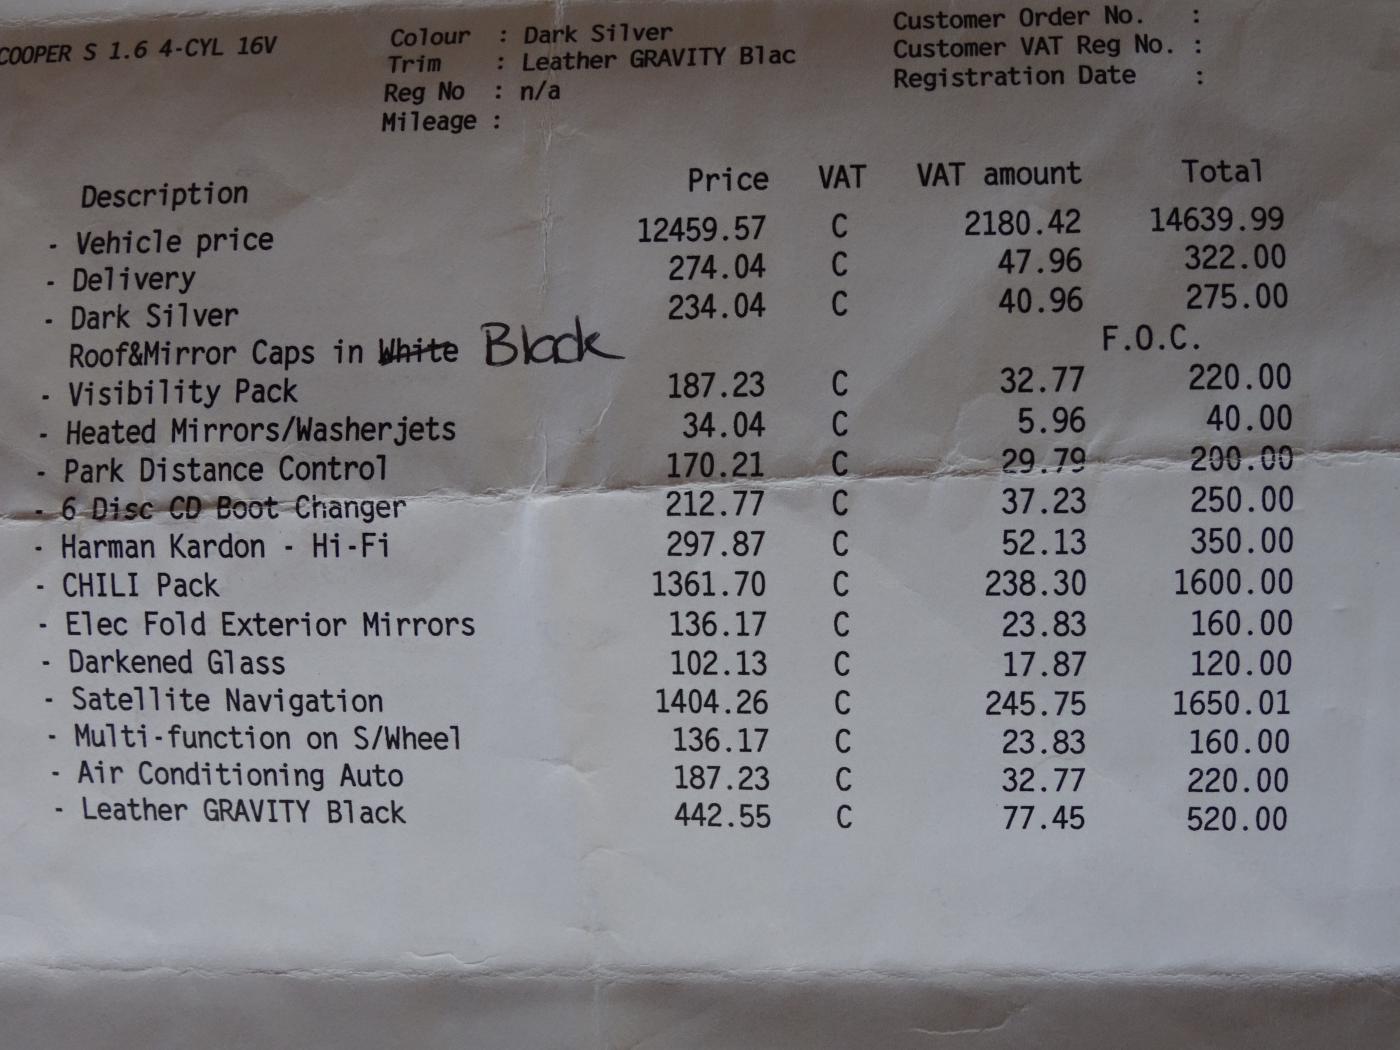 COOPER S 1.6 4-CYL 16V
Colour : Dark Silver
Trim : Leather GRAVITY Blac
Reg No : n/a
Mileage :
Customer Order No. :
Customer VAT Reg No. :
Registration Date :
Description Price VAT VAT amount Total
- Vehicle price 12459.57 C 2180.42 14639.99
- Delivery 274.04 C 47.96 322.00
- Dark Silver 234.04 C 40.96 275.00
Roof&Mirror Caps in White Black F.O.C.
- Visibility Pack 187.23 C 32.77 220.00
- Heated Mirrors/Washerjets 34.04 C 5.96 40.00
- Park Distance Control 170.21 C 29.79 200.00
- 6 Disc CD Boot Changer 212.77 C 37.23 250.00
- Harman Kardon - Hi-Fi 297.87 C 52.13 350.00
- CHILI Pack 1361.70 C 238.30 1600.00
- Elec Fold Exterior Mirrors 136.17 C 23.83 160.00
- Darkened Glass 102.13 C 17.87 120.00
- Satellite Navigation 1404.26 C 245.75 1650.01
- Multi-function on S/Wheel 136.17 C 23.83 160.00
- Air Conditioning Auto 187.23 C 32.77 220.00
- Leather GRAVITY Black 442.55 C 77.45 520.00